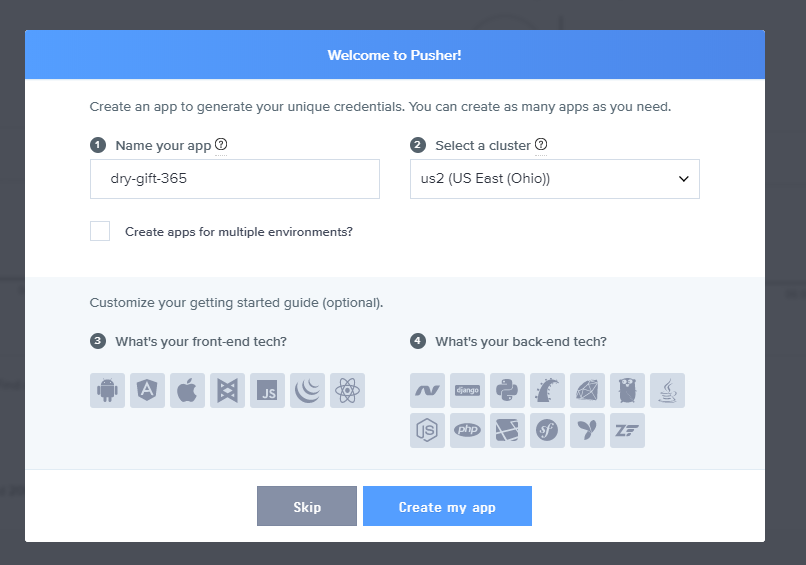 Welcome to Pusher!
Create an app to generate your unique credentials. You can create as many apps as you need.
1 Name your app ?
2 Select a cluster ?
dry-gift-365
us2 (US East (Ohio))
Create apps for multiple environments?
Customize your getting started guide (optional).
3 What's your front-end tech?
4 What's your back-end tech?
JS
django
JS
php
sf
ZF
Skip
Create my app